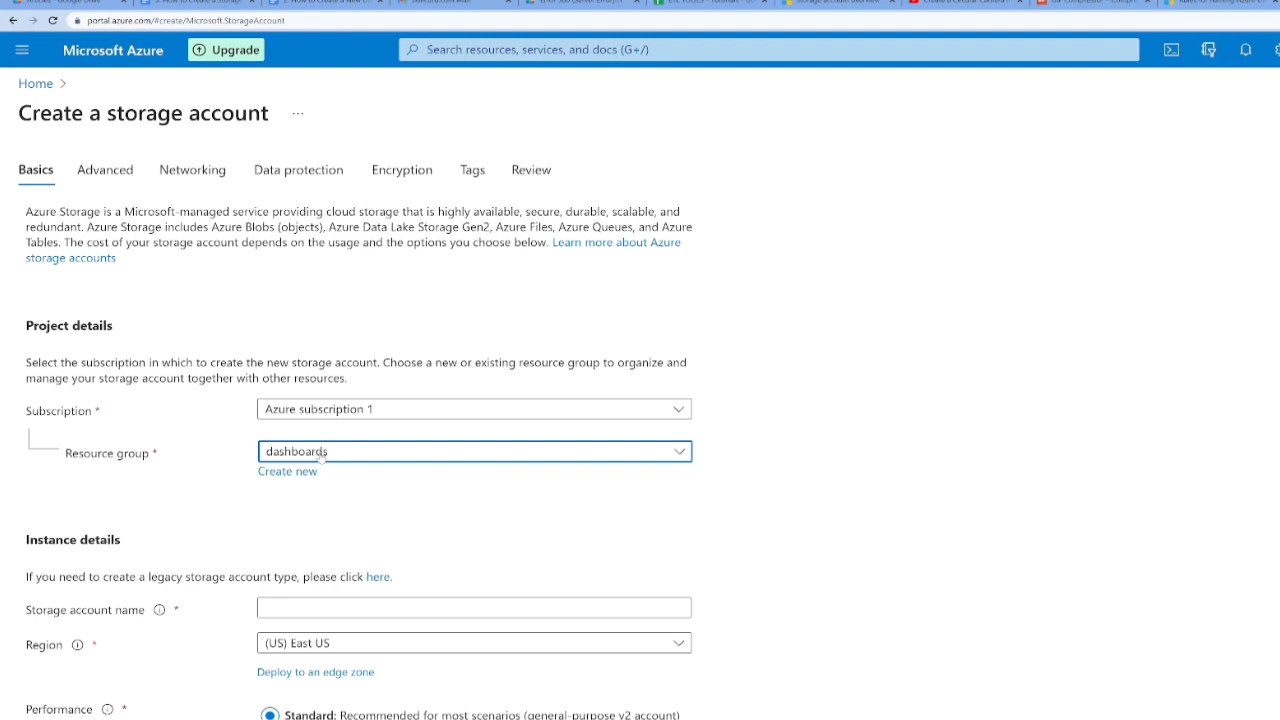 portal.azure.com/#create/Microsoft.StorageAccount
Microsoft Azure
Upgrade
Search resources, services, and docs (G+/)
Home
Create a storage account
...
Basics
Advanced
Networking
Data protection
Encryption
Tags
Review
Azure Storage is a Microsoft-managed service providing cloud storage that is highly available, secure, durable, scalable, and
redundant. Azure Storage includes Azure Blobs (objects), Azure Data Lake Storage Gen2, Azure Files, Azure Queues, and Azure
Tables. The cost of your storage account depends on the usage and the options you choose below. Learn more about Azure
storage accounts
Project details
Select the subscription in which to create the new storage account. Choose a new or existing resource group to organize and
manage your storage account together with other resources.
Subscription *
Azure subscription 1
Resource group *
dashboards
Create new
Instance details
If you need to create a legacy storage account type, please click here.
Storage account name *
Region *
(US) East US
Deploy to an edge zone
Performance *
Standard: Recommended for most scenarios (general-purpose v2 account)